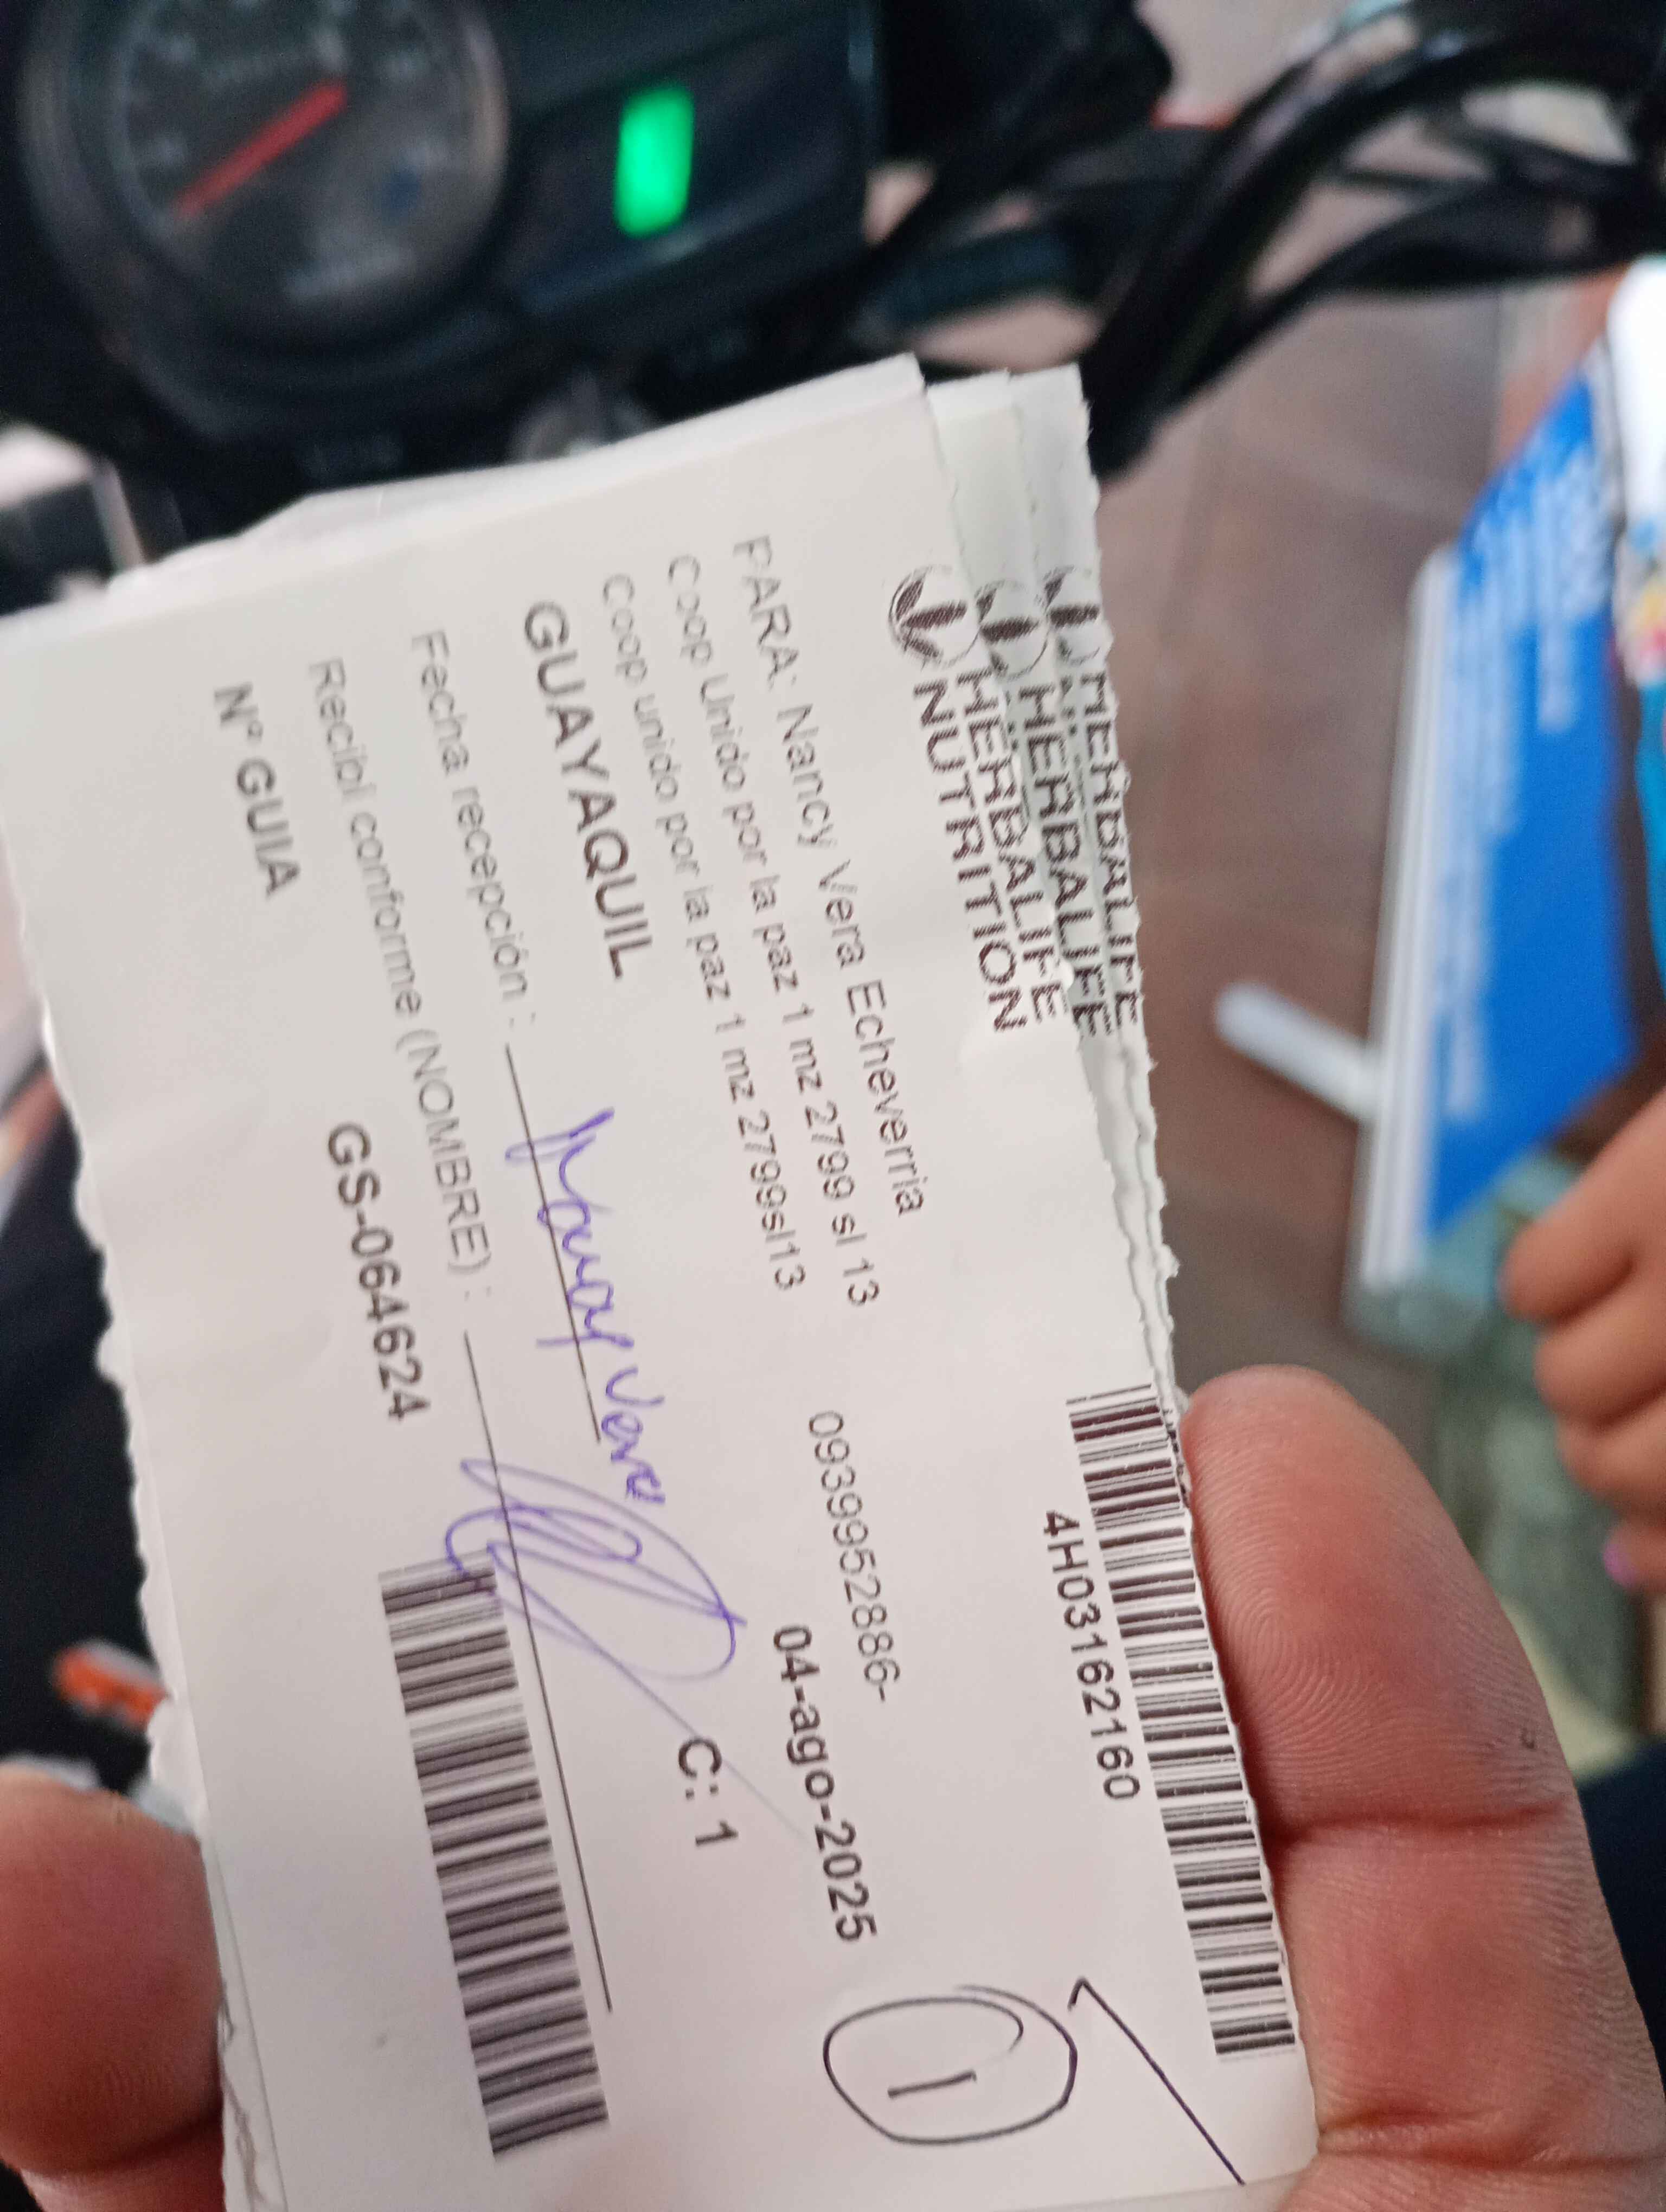 HERBALIFE
HERBALIFE
HERBALIFE
NUTRITION
4H03162160
PARA: Nancy Vera Echeverria
0939952886-
Coop Unido por la paz 1 mz 2799 sl 13
04-ago-2025
1
Coop unido por la paz 1 mz 2799sl13
GUAYAQUIL
C: 1
Fecha recepción :
Nancy Vera
Recibí conforme (NOMBRE) :
N° GUIA
GS-064624